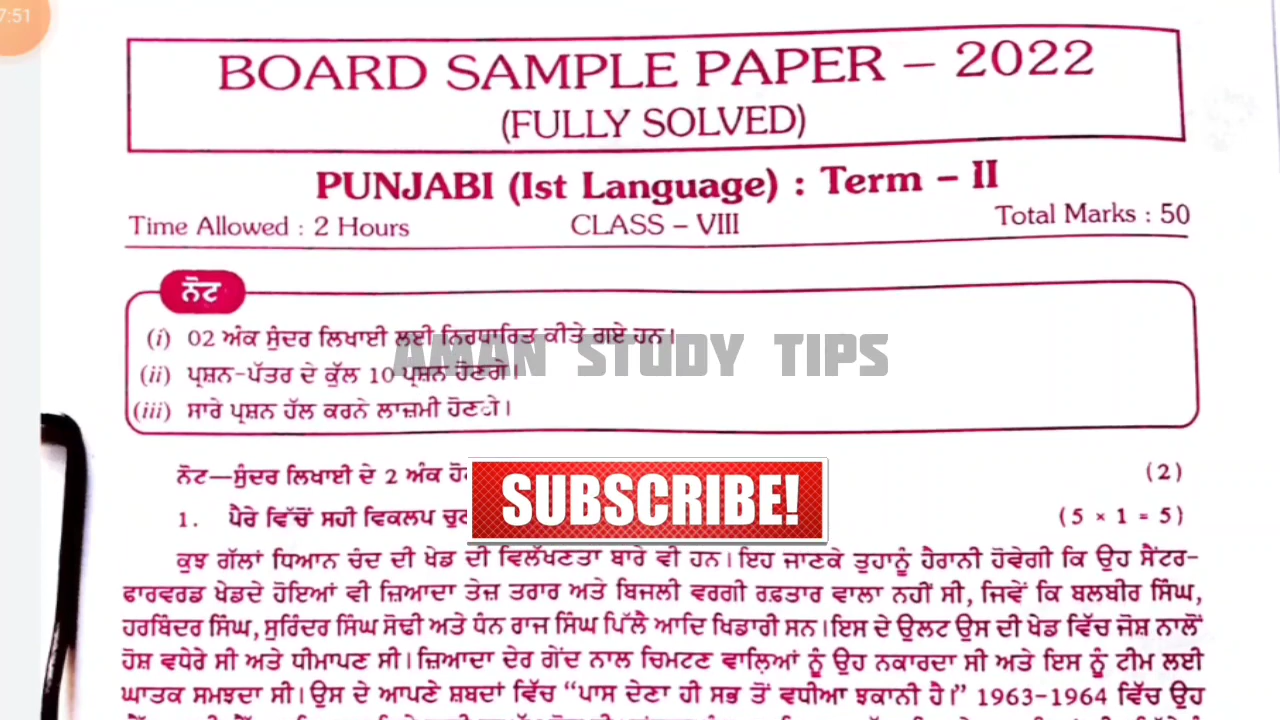 7:51
BOARD SAMPLE PAPER – 2022
(FULLY SOLVED)
PUNJABI (Ist Language) : Term – II
Time Allowed : 2 Hours CLASS – VIII Total Marks : 50
ਨੋਟ
(i) 02 ਅੰਕ ਸੁੰਦਰ ਲਿਖਾਈ ਲਈ ਨਿਰਧਾਰਿਤ ਕੀਤੇ ਗਏ ਹਨ।
AMAN STUDY TIPS
(ii) ਪ੍ਰਸ਼ਨ-ਪੱਤਰ ਦੇ ਕੁੱਲ 10 ਪ੍ਰਸ਼ਨ ਹੋਣਗੇ।
(iii) ਸਾਰੇ ਪ੍ਰਸ਼ਨ ਹੱਲ ਕਰਨੇ ਲਾਜ਼ਮੀ ਹੋਣਗੇ।
ਨੋਟ—ਸੁੰਦਰ ਲਿਖਾਈ ਦੇ 2 ਅੰਕ (2)
SUBSCRIBE!
1. ਪੈਰੇ ਵਿੱਚੋਂ ਸਹੀ ਵਿਕਲਪ (5 × 1 = 5)
ਕੁਝ ਗੱਲਾਂ ਧਿਆਨ ਚੰਦ ਦੀ ਖੇਡ ਦੀ ਵਿਲੱਖਣਤਾ ਬਾਰੇ ਵੀ ਹਨ। ਇਹ ਜਾਣਕੇ ਤੁਹਾਨੂੰ ਹੈਰਾਨੀ ਹੋਵੇਗੀ ਕਿ ਉਹ ਸੈਂਟਰ-
ਫਾਰਵਰਡ ਖੇਡਦੇ ਹੋਇਆਂ ਵੀ ਜ਼ਿਆਦਾ ਤੇਜ਼ ਤਰਾਰ ਅਤੇ ਬਿਜਲੀ ਵਰਗੀ ਰਫ਼ਤਾਰ ਵਾਲਾ ਨਹੀਂ ਸੀ, ਜਿਵੇਂ ਕਿ ਬਲਬੀਰ ਸਿੰਘ,
ਹਰਬਿੰਦਰ ਸਿੰਘ, ਸੁਰਿੰਦਰ ਸਿੰਘ ਸੋਢੀ ਅਤੇ ਧੰਨ ਰਾਜ ਸਿੰਘ ਪਿੱਲੈ ਆਦਿ ਖਿਡਾਰੀ ਸਨ। ਇਸ ਦੇ ਉਲਟ ਉਸ ਦੀ ਖੇਡ ਵਿੱਚ ਜੋਸ਼ ਨਾਲੋਂ
ਹੋਸ਼ ਵਧੇਰੇ ਸੀ ਅਤੇ ਧੀਮਾਪਣ ਸੀ। ਜ਼ਿਆਦਾ ਦੇਰ ਗੇਂਦ ਨਾਲ ਚਿਮਟਣ ਵਾਲ਼ਿਆਂ ਨੂੰ ਉਹ ਨਕਾਰਦਾ ਸੀ ਅਤੇ ਇਸ ਨੂੰ ਟੀਮ ਲਈ
ਘਾਤਕ ਸਮਝਦਾ ਸੀ। ਉਸ ਦੇ ਆਪਣੇ ਸ਼ਬਦਾਂ ਵਿੱਚ “ਪਾਸ ਦੇਣਾ ਹੀ ਸਭ ਤੋਂ ਵਧੀਆ ਝਕਾਨੀ ਹੈ।” 1963-1964 ਵਿੱਚ ਉਹ